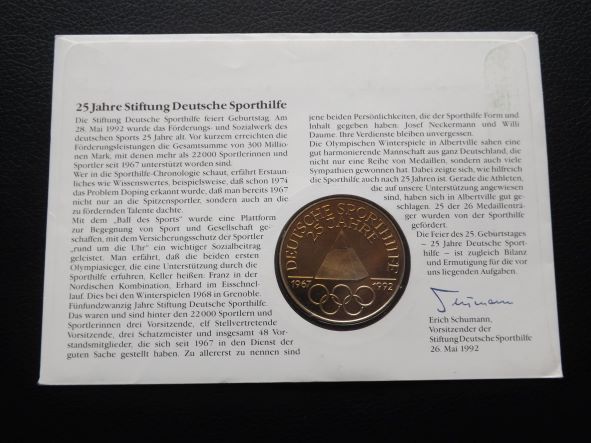 25 Jahre Stiftung Deutsche Sporthilfe
Die Stiftung Deutsche Sporthilfe feiert Geburtstag. Am
28. Mai 1992 wurde das Förderungs- und Sozialwerk des
deutschen Sports 25 Jahre alt. Vor kurzem erreichten die
Förderungsleistungen die Gesamtsumme von 300 Millio-
nen Mark, mit denen mehr als 22000 Sportlerinnen und
Sportler seit 1967 unterstützt worden sind.
Wer in die Sporthilfe-Chronologie schaut, erfährt Erstaun-
liches wie Wissenswertes, beispielsweise, daß schon 1974
das Problem Doping erkannt wurde, daß man bereits 1967
nicht nur an die Spitzensportler, sondern auch an die
zu fördernden Talente dachte.
Mit dem „Ball des Sports" wurde eine Plattform
zur Begegnung von Sport und Gesellschaft ge-
schaffen, mit dem Versicherungsschutz der Sportler
„rund um die Uhr" ein wichtiger Sozialbeitrag
geleistet. Man erfährt, daß die beiden ersten
Olympiasieger, die eine Unterstützung durch die
Sporthilfe erfuhren, Keller heißen: Franz in der
Nordischen Kombination, Erhard im Eisschnel-
lauf. Dies bei den Winterspielen 1968 in Grenoble.
Fünfundzwanzig Jahre Stiftung Deutsche Sporthilfe.
Das waren und sind hinter den 22000 Sportlern und
Sportlerinnen drei Vorsitzende, elf Stellvertretende
Vorsitzende, drei Schatzmeister und insgesamt 48 Vor-
standsmitglieder, die sich seit 1967 in den Dienst der
guten Sache gestellt haben. Zu allererst zu nennen sind
jene beiden Persönlichkeiten, die der Sporthilfe Form und
Inhalt gegeben haben: Josef Neckermann und Willi
Daume. Ihre Verdienste bleiben unvergessen.
Die Olympischen Winterspiele in Albertville sahen eine
gut harmonierende Mannschaft aus ganz Deutschland, die
nicht nur eine Reihe von Medaillen, sondern auch viele
Sympathien gewonnen hat. Dabei zeigte sich, wie hilfreich
die Sporthilfe auch nach 25 Jahren ist. Gerade die Athleten,
die auf unsere Unterstützung angewiesen
sind, haben sich in Albertville gut ge-
schlagen. 25 der 26 Medaillenträ-
ger wurden von der Sporthilfe
gefördert.
Die Feier des 25. Geburtstages
– 25 Jahre Deutsche Sport-
hilfe – ist zugleich Bilanz
und Ermutigung für die vor
uns liegenden Aufgaben.
DEUTSCHE SPORTHILFE
25 JAHRE
1967 1992
Schumann
Erich Schumann,
Vorsitzender der
Stiftung Deutsche Sporthilfe
26. Mai 1992